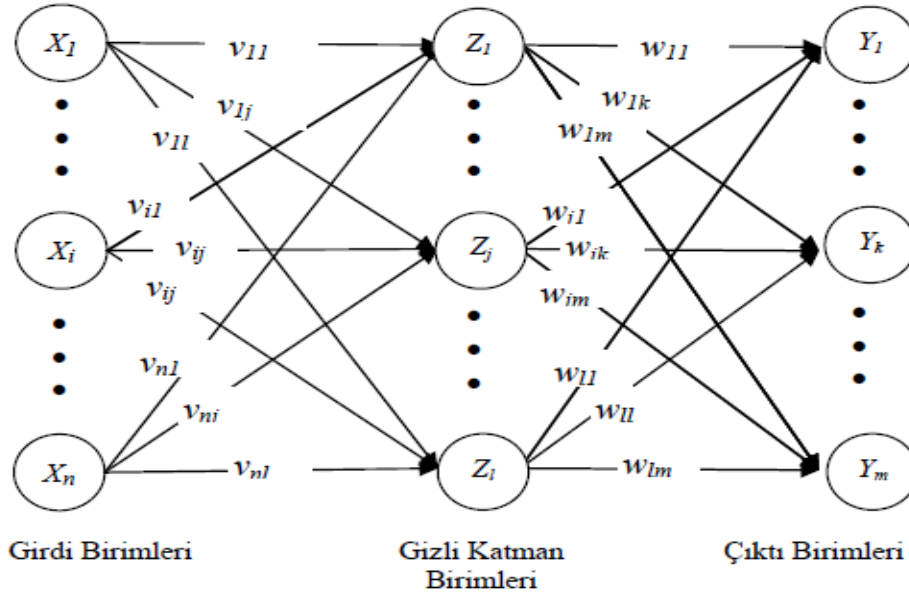 X1 v11 Z1 w11 Y1
v1j w1k
v1l w1m
vi1 wj1
Xi vij Zj wik Yk
vij wim
vn1 wl1
vni wll
Xn vnl Zl wlm Ym
Girdi Birimleri Gizli Katman Çıktı Birimleri
Birimleri